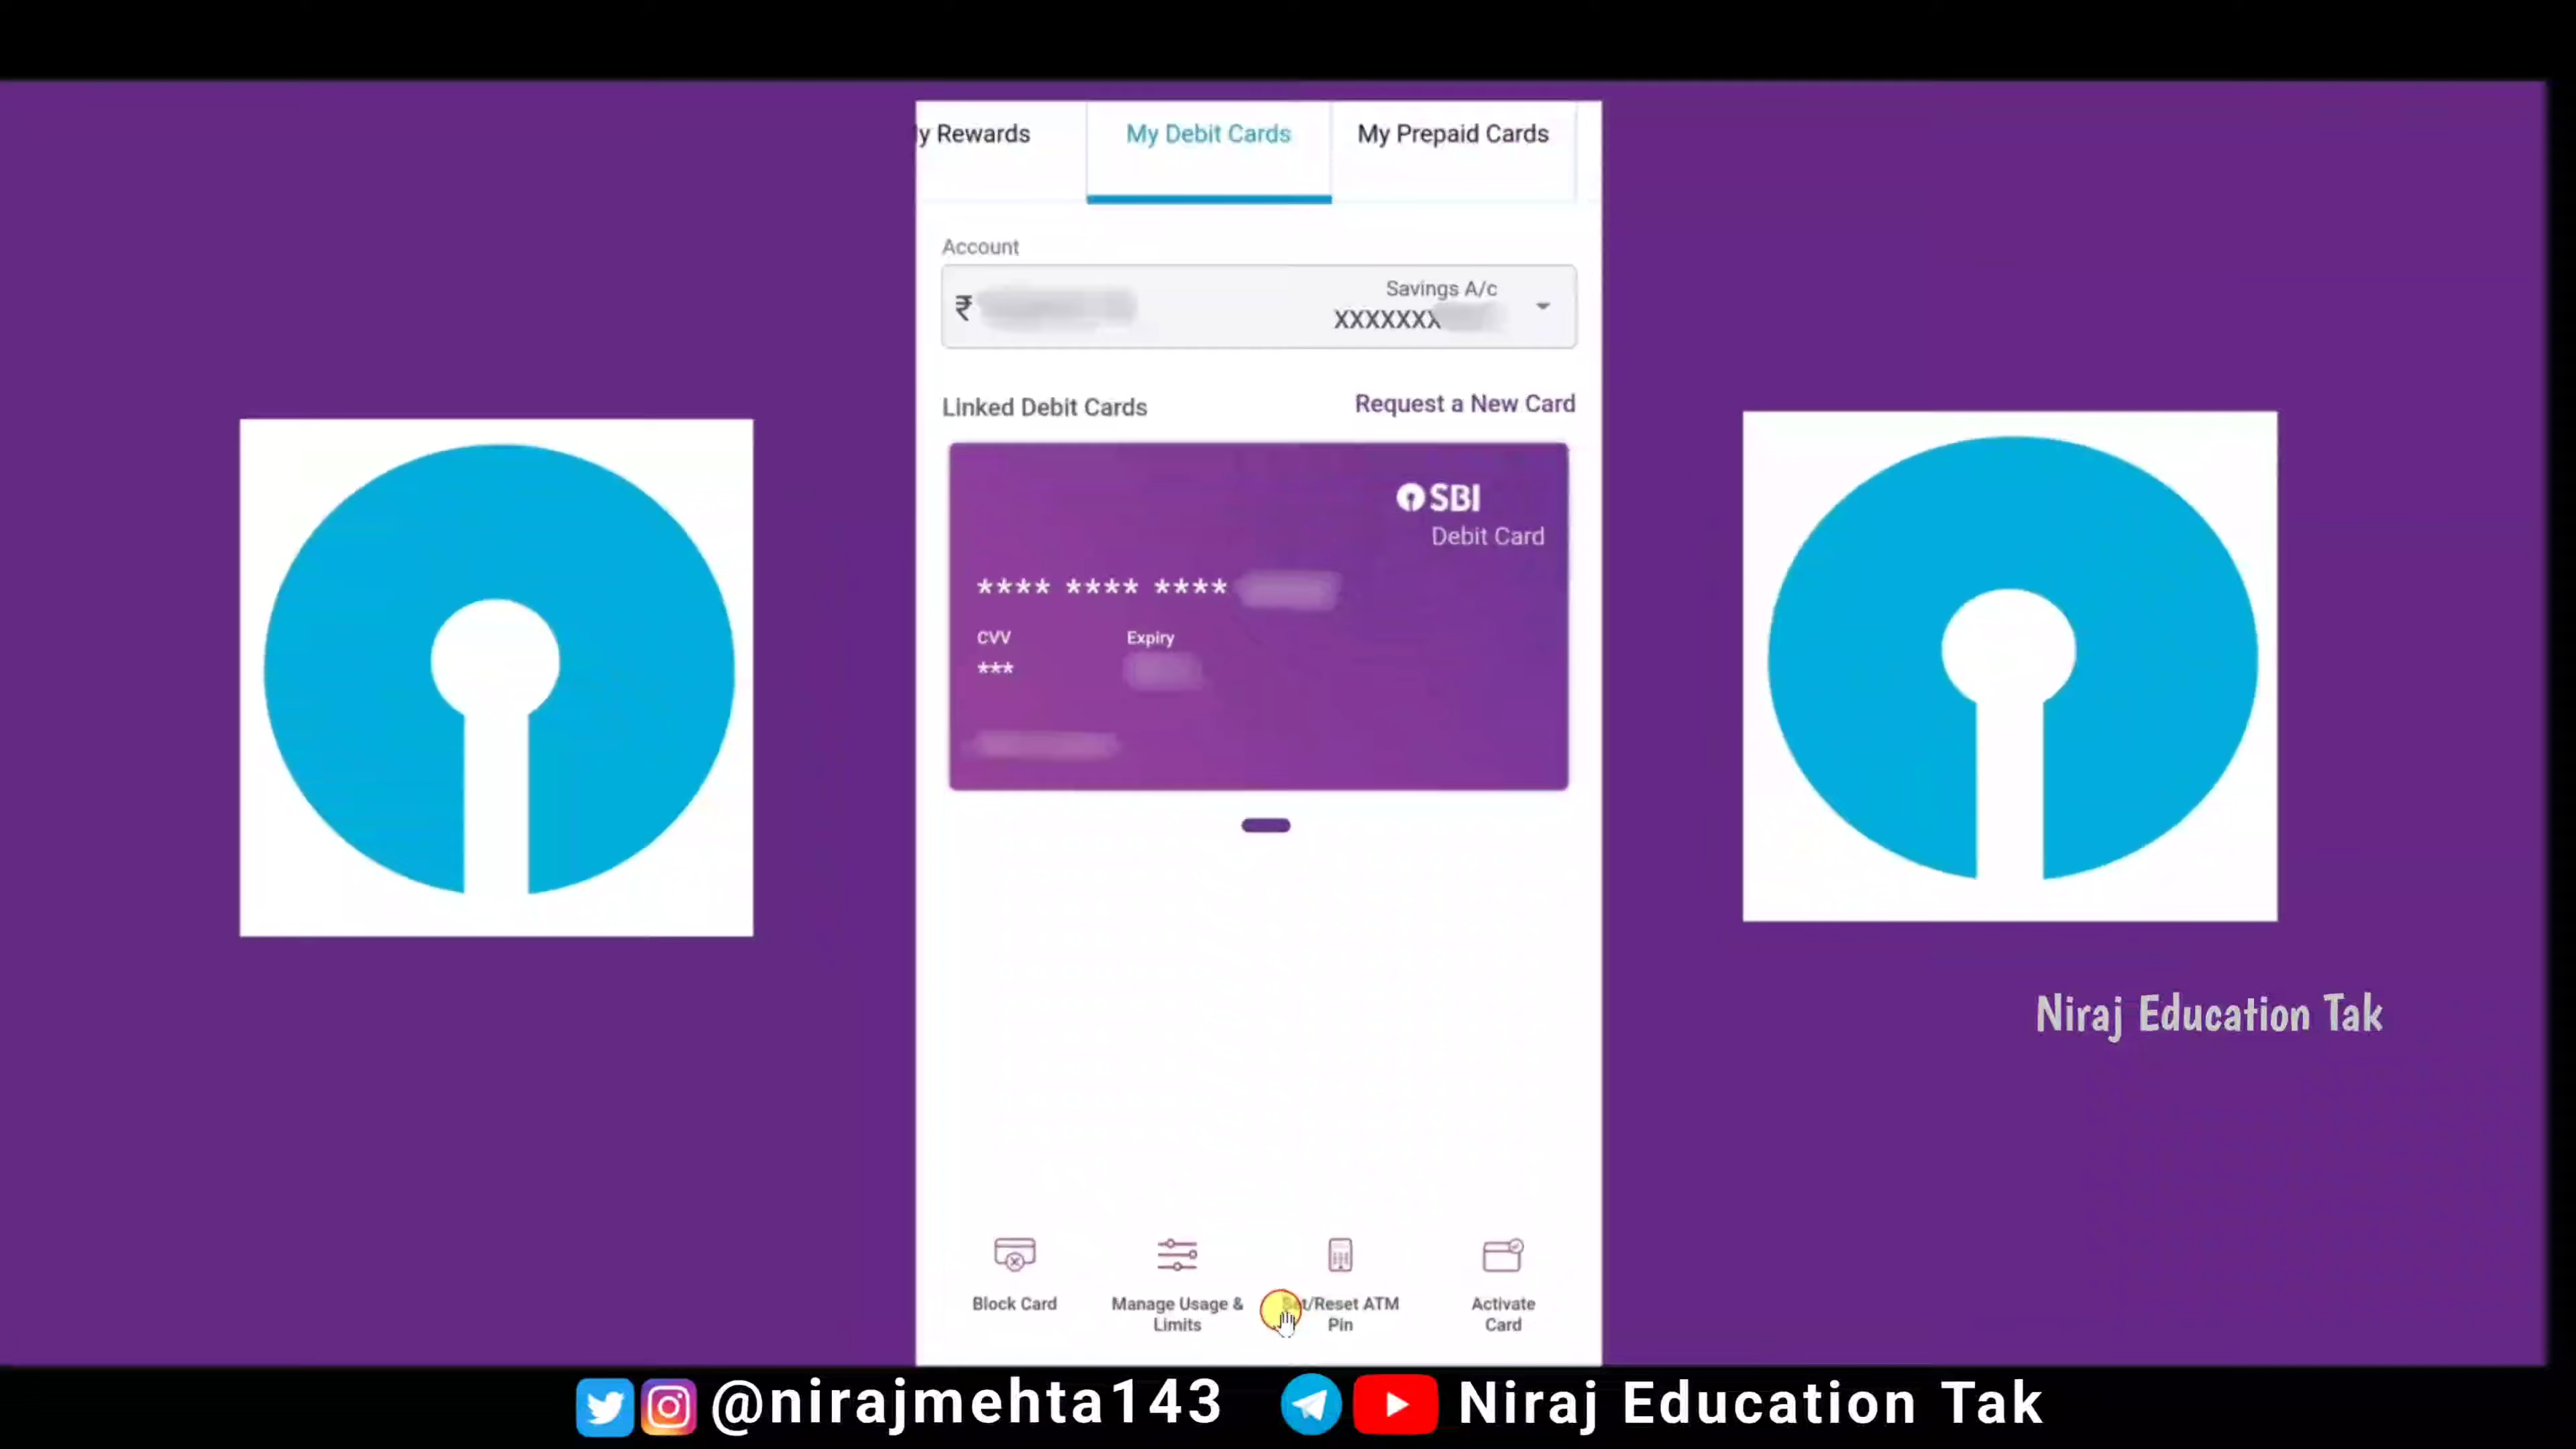 y Rewards
My Debit Cards
My Prepaid Cards
Account
Savings A/c
₹
XXXXXXX
Linked Debit Cards
Request a New Card
SBI
Debit Card
**** **** ****
CVV
Expiry
***
Niraj Education Tak
Block Card
Manage Usage &
Limits
Set/Reset ATM
Pin
Activate
Card
@nirajmehta143
Niraj Education Tak